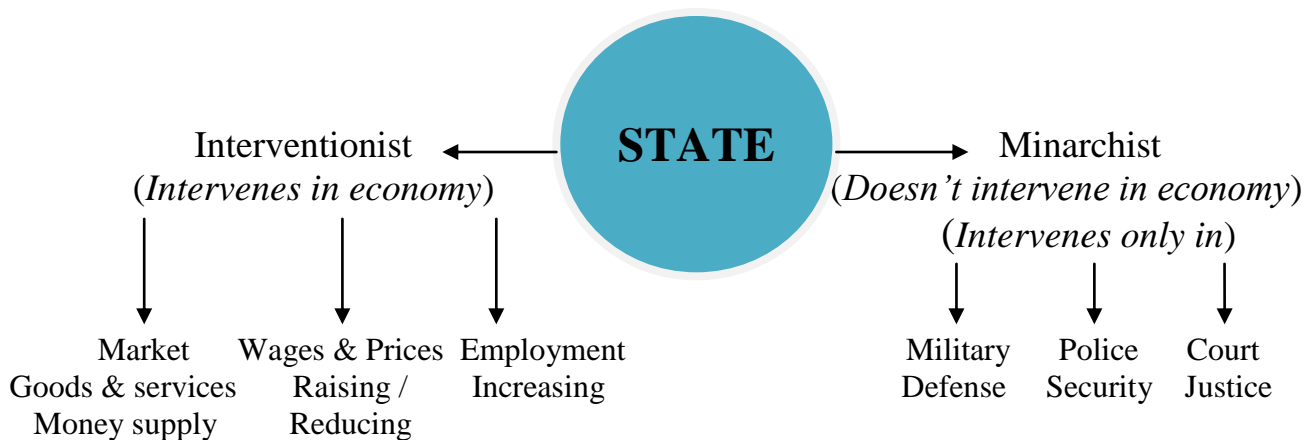 STATE
Interventionist
(Intervenes in economy)
Market
Goods & services
Money supply
Wages & Prices
Raising /
Reducing
Employment
Increasing
Minarchist
(Doesn’t intervene in economy)
(Intervenes only in)
Military
Defense
Police
Security
Court
Justice